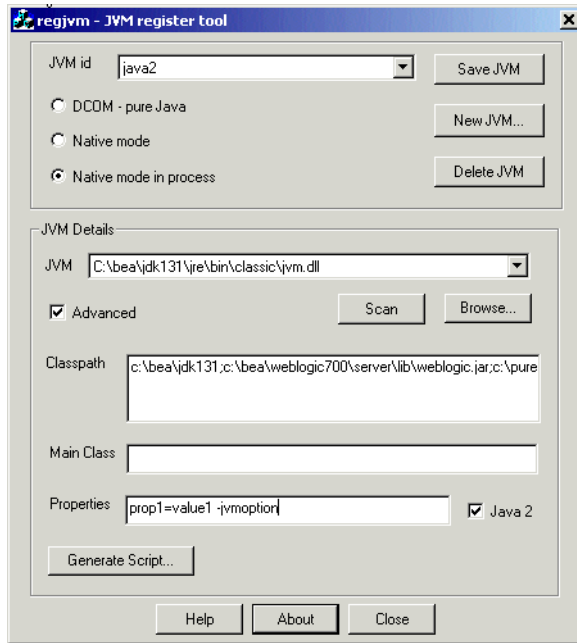 regjvm - JVM register tool
JVM id java2 Save JVM
DCOM - pure Java
New JVM...
Native mode
Native mode in process Delete JVM
JVM Details
JVM C:\bea\jdk131\jre\bin\classic\jvm.dll
Advanced Scan Browse...
Classpath c:\bea\jdk131;c:\bea\weblogic700\server\lib\weblogic.jar;c:\pure
Main Class
Properties prop1=value1 -jvmoption Java 2
Generate Script...
Help About Close